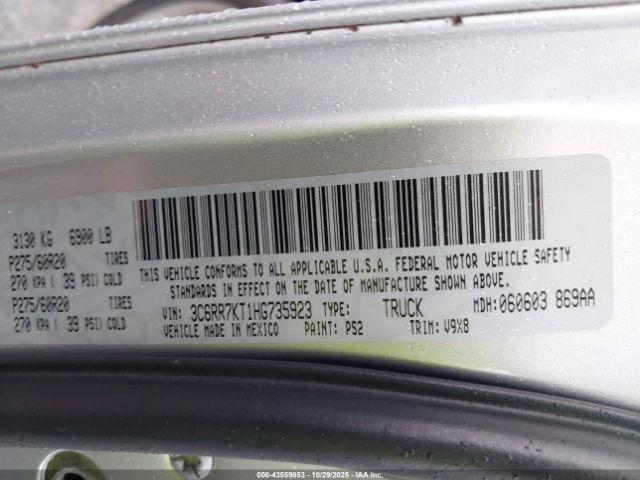 3130 KG 6900 LB
P275/60R20 TIRES
270 KPA ( 39 PSI) COLD
P275/60R20 TIRES
270 KPA ( 39 PSI) COLD
THIS VEHICLE CONFORMS TO ALL APPLICABLE U.S.A. FEDERAL MOTOR VEHICLE SAFETY
STANDARDS IN EFFECT ON THE DATE OF MANUFACTURE SHOWN ABOVE.
VIN: 3C6RR7KT1HG735923 TYPE: TRUCK MDH: 060603 869AA
VEHICLE MADE IN MEXICO PAINT: PS2 TRIM: V9X8
000-43559853 - 10/29/2025 - IAAI.com